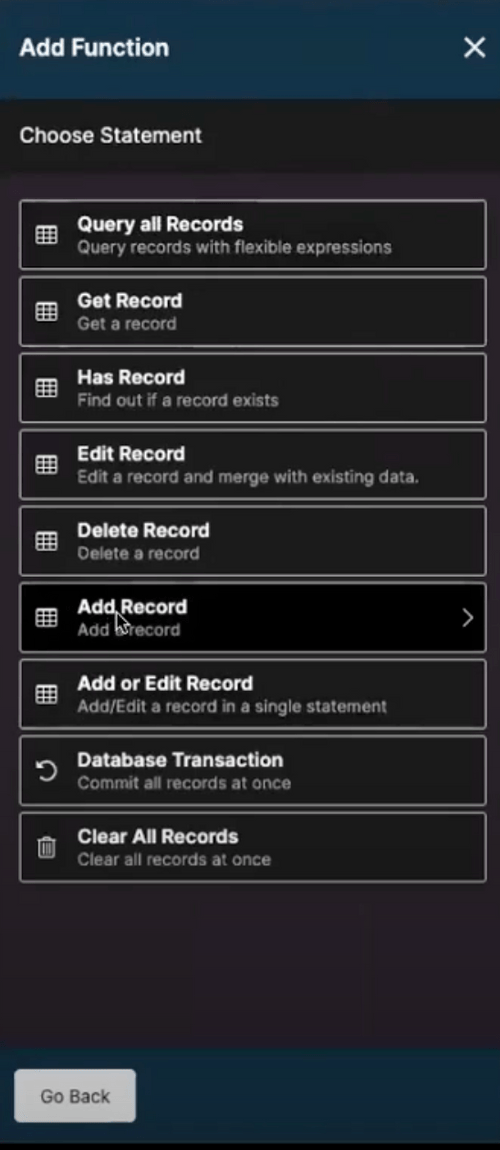 Add Function
Choose Statement
Query all Records
Query records with flexible expressions
Get Record
Get a record
Has Record
Find out if a record exists
Edit Record
Edit a record and merge with existing data.
Delete Record
Delete a record
Add Record
Add a record
Add or Edit Record
Add/Edit a record in a single statement
Database Transaction
Commit all records at once
Clear All Records
Clear all records at once
Go Back